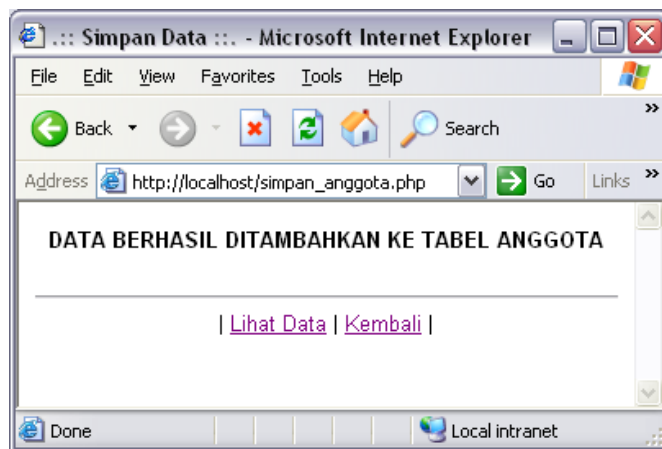 .:: Simpan Data ::. - Microsoft Internet Explorer
File Edit View Favorites Tools Help
Back Search »
Address http://localhost/simpan_anggota.php Go Links »
DATA BERHASIL DITAMBAHKAN KE TABEL ANGGOTA
| Lihat Data | Kembali |
Done Local intranet